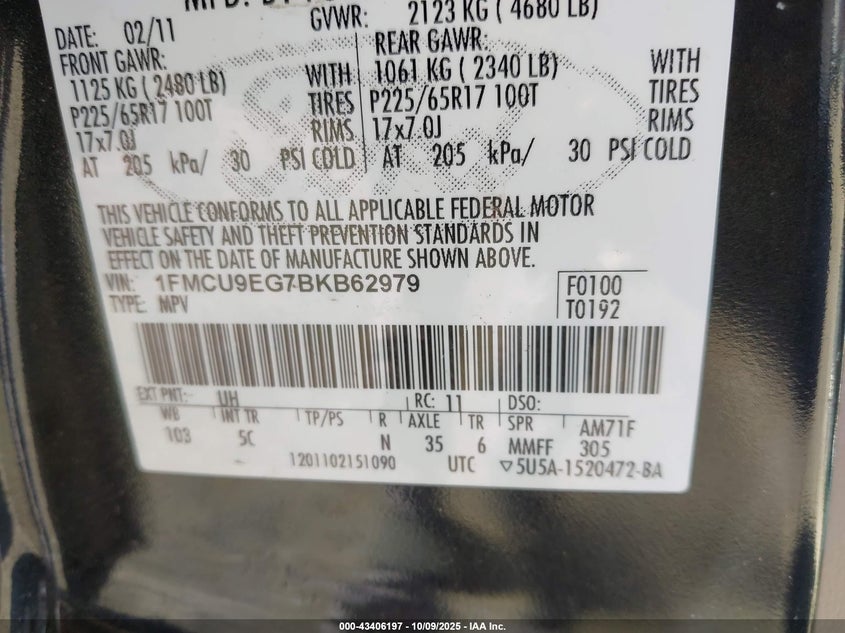 GVWR: 2123 KG ( 4680 LB)
DATE: 02/11
FRONT GAWR: REAR GAWR:
1125 KG ( 2480 LB) WITH 1061 KG ( 2340 LB) WITH
P225/65R17 100T TIRES P225/65R17 100T TIRES
17x7.0J RIMS 17x7.0J RIMS
AT 205 kPa/ 30 PSI COLD AT 205 kPa/ 30 PSI COLD
THIS VEHICLE CONFORMS TO ALL APPLICABLE FEDERAL MOTOR
VEHICLE SAFETY AND THEFT PREVENTION STANDARDS IN
EFFECT ON THE DATE OF MANUFACTURE SHOWN ABOVE.
VIN: 1FMCU9EG7BKB62979 F0100
TYPE: MPV T0192
EXT PNT: UH RC: 11 DSO:
WB INT TR TP/PS R AXLE TR SPR AM71F
103 5C N 35 6 MMFF 305
1201102151090 UTC ▽5U5A-1520472-BA
000-43406197 - 10/09/2025 - IAA Inc.